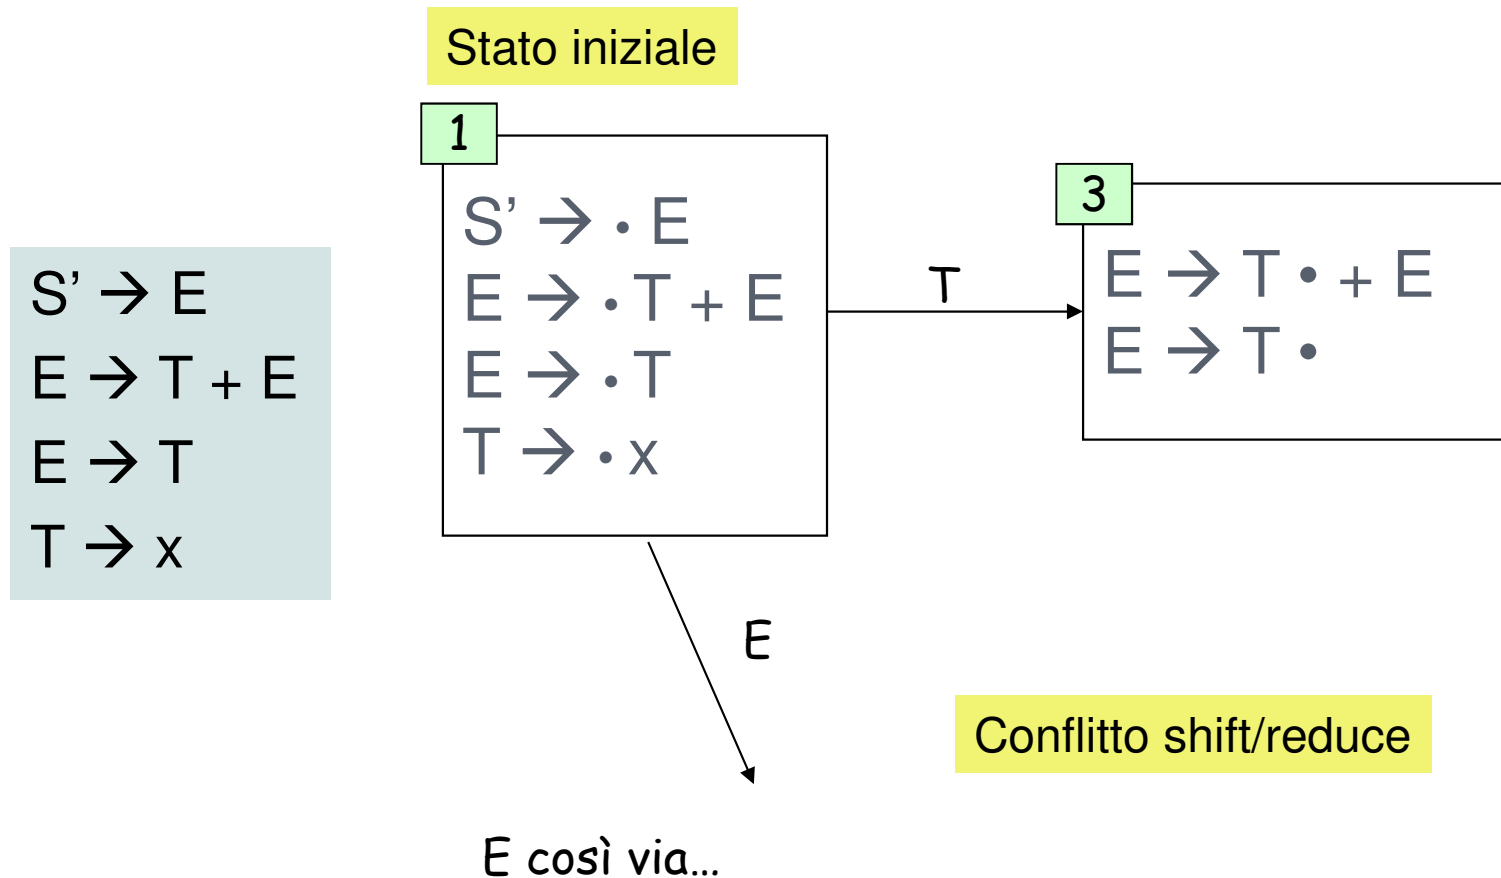 Stato iniziale
1
S’ → · E
E → · T + E
E → · T
T → · x
3
E → T • + E
E → T •
T
S’ → E
E → T + E
E → T
T → x
E
Conflitto shift/reduce
E così via...